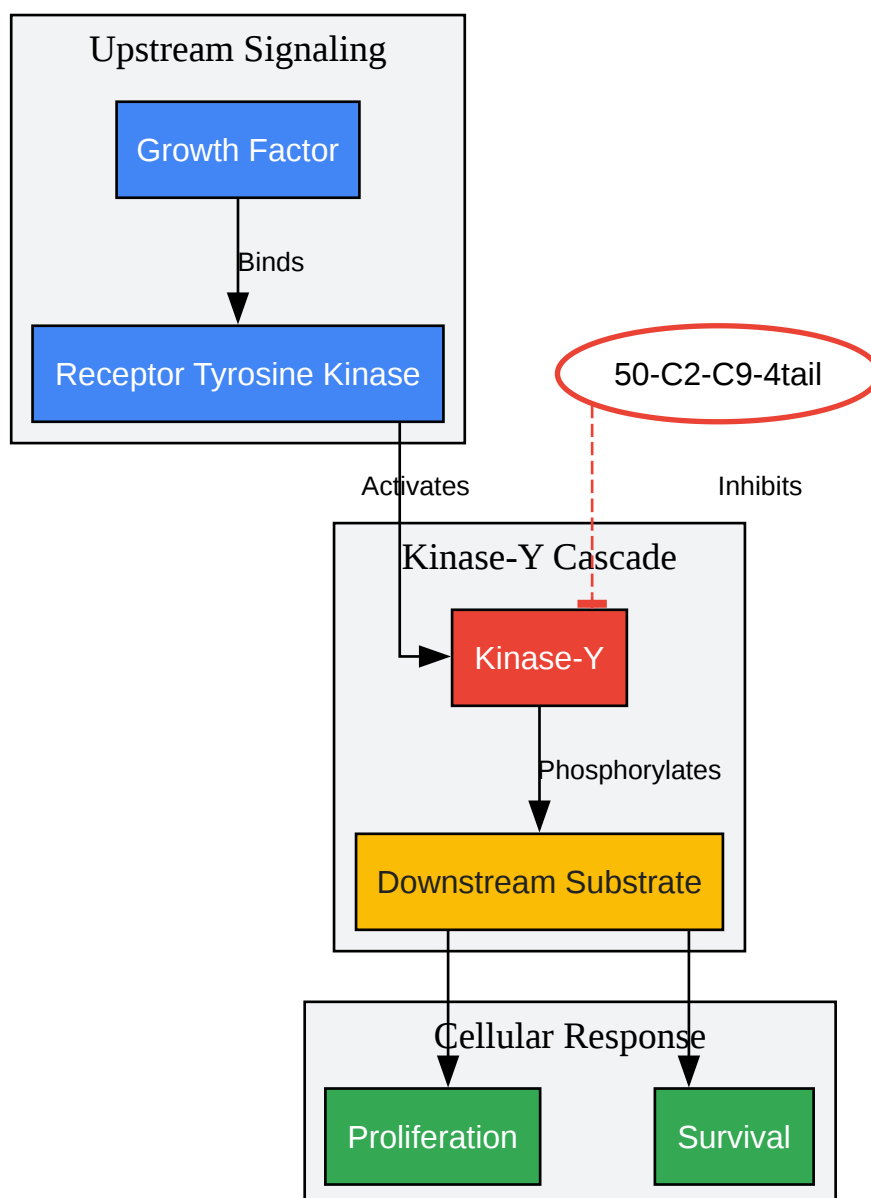 Upstream Signaling
Growth Factor
Binds
Receptor Tyrosine Kinase
50-C2-C9-4tail
Activates
Inhibits
Kinase-Y Cascade
Kinase-Y
Phosphorylates
Downstream Substrate
Cellular Response
Proliferation
Survival